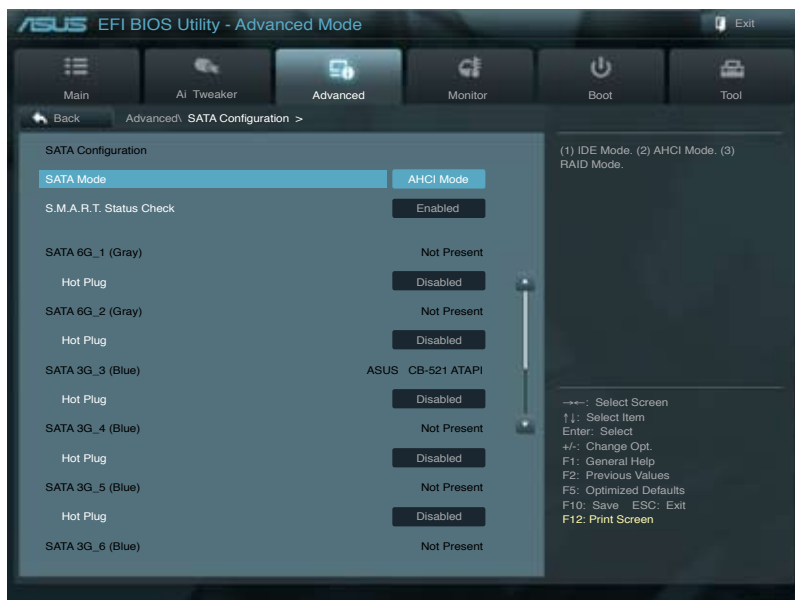 ASUS EFI BIOS Utility - Advanced Mode
Exit
Main
Ai Tweaker
Advanced
Monitor
Boot
Tool
Back
Advanced\ SATA Configuration >
SATA Configuration
SATA Mode AHCI Mode
S.M.A.R.T. Status Check Enabled
SATA 6G_1 (Gray) Not Present
Hot Plug Disabled
SATA 6G_2 (Gray) Not Present
Hot Plug Disabled
SATA 3G_3 (Blue) ASUS CB-521 ATAPI
Hot Plug Disabled
SATA 3G_4 (Blue) Not Present
Hot Plug Disabled
SATA 3G_5 (Blue) Not Present
Hot Plug Disabled
SATA 3G_6 (Blue) Not Present
(1) IDE Mode. (2) AHCI Mode. (3)
RAID Mode.
→←: Select Screen
↑↓: Select Item
Enter: Select
+/-: Change Opt.
F1: General Help
F2: Previous Values
F5: Optimized Defaults
F10: Save ESC: Exit
F12: Print Screen